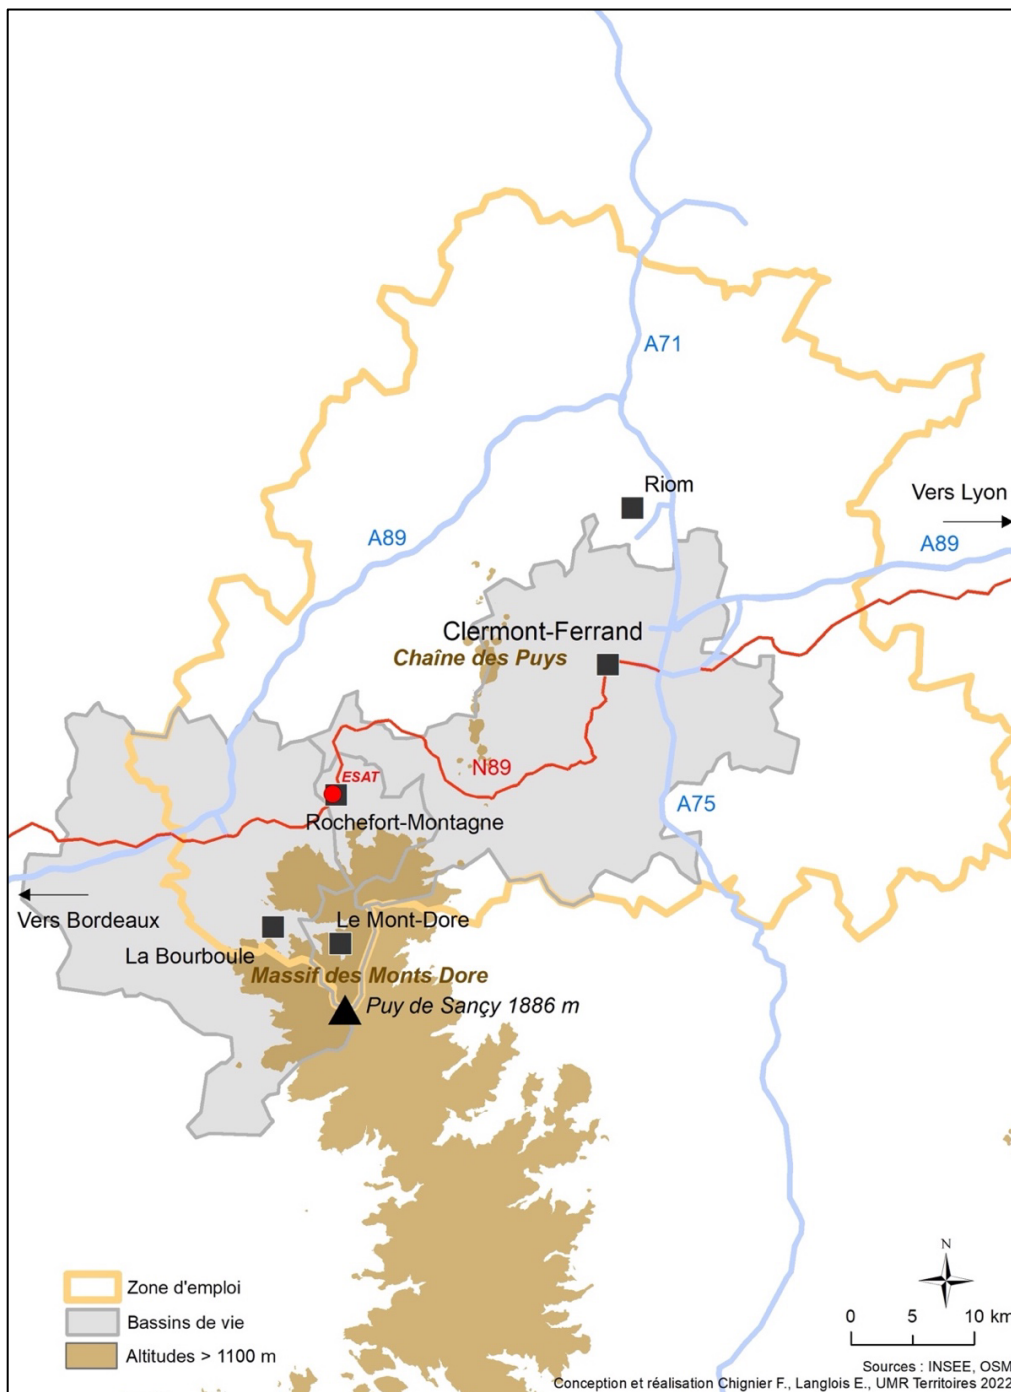 A71
Riom
Vers Lyon
A89
A89
Clermont-Ferrand
Chaîne des Puys
N89
ESAT
A75
Rochefort-Montagne
Vers Bordeaux
Le Mont-Dore
La Bourboule
Massif des Monts Dore
Puy de Sançy 1886 m
Zone d'emploi
Bassins de vie
Altitudes > 1100 m
N
0 5 10 km
Sources : INSEE, OSM
Conception et réalisation Chignier F., Langlois E., UMR Territoires 2022